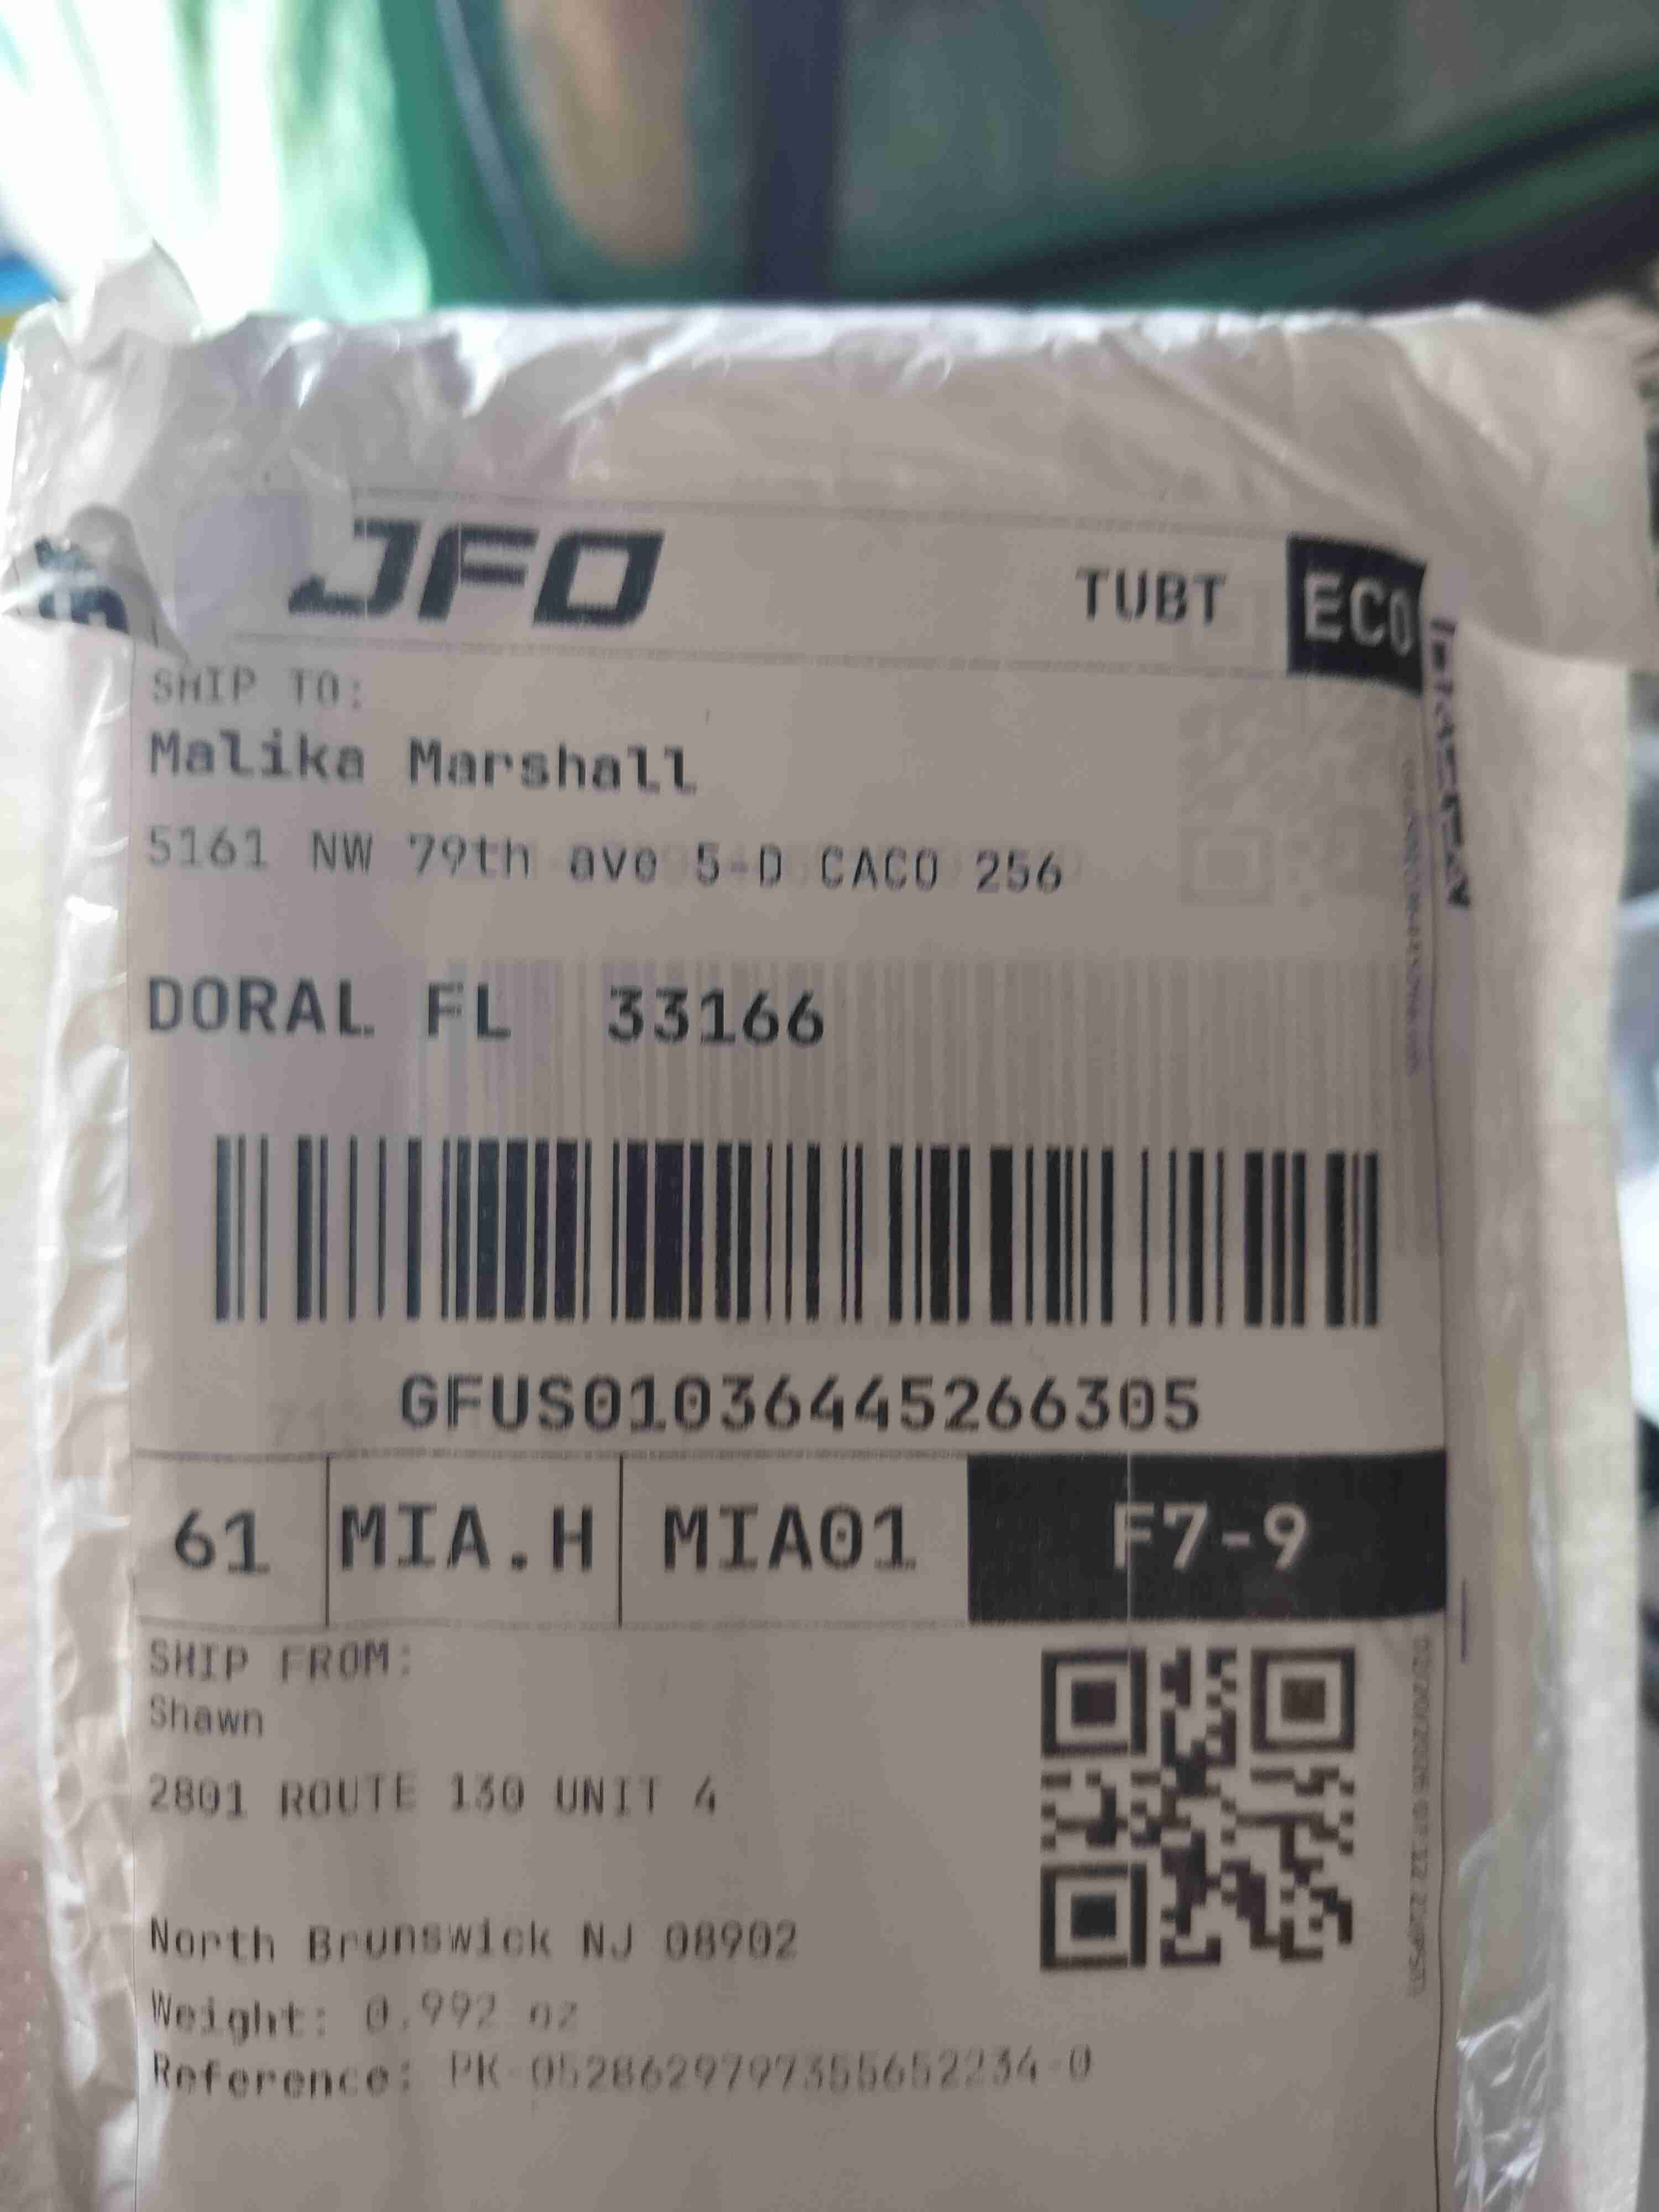 JFO TUBT ECO
SHIP TO:
Malika Marshall
5161 NW 79th ave 5-D CACO 256
DORAL FL 33166
GFUS01036445266305
61 MIA.H MIA01 F7-9
SHIP FROM:
Shawn
2801 ROUTE 130 UNIT 4
North Brunswick NJ 08902
Weight: 0.992 oz
Reference: PK-0528629797355652234-0